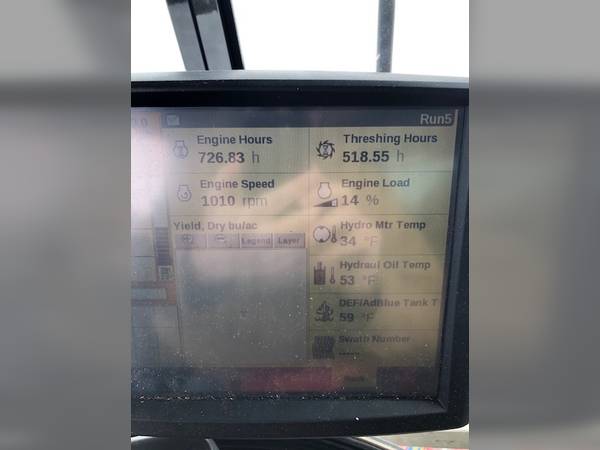 Run5
Engine Hours
726.83 h
Threshing Hours
518.55 h
Engine Speed
1010 rpm
Engine Load
14 %
Yield, Dry bu/ac
Legend Layer
Hydro Mtr Temp
34 °F
Hydraul Oil Temp
53 °F
DEF/AdBlue Tank T
59 °F
Swath Number
-----
Back